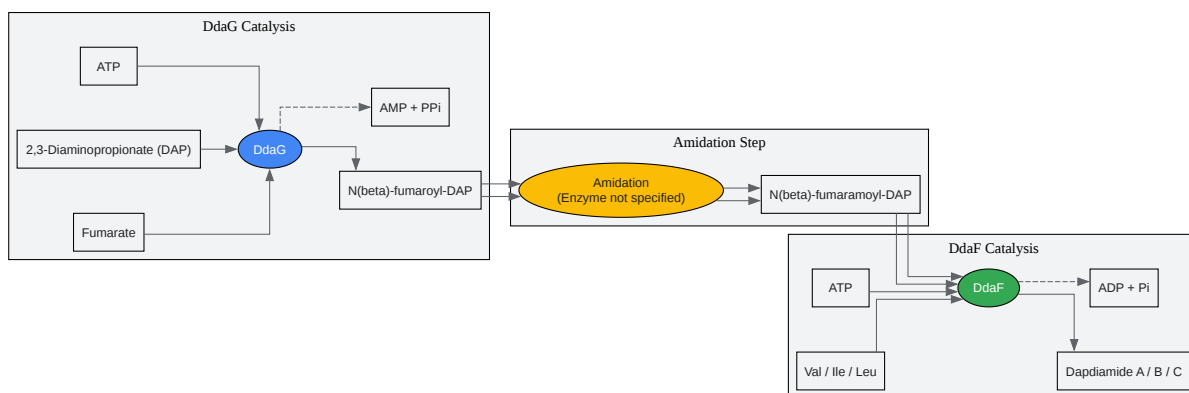 DdaG Catalysis
ATP
AMP + PPi
2,3-Diaminopropionate (DAP)
DdaG
N(beta)-fumaroyl-DAP
Fumarate
Amidation Step
Amidation
(Enzyme not specified)
N(beta)-fumaramoyl-DAP
DdaF Catalysis
ATP
DdaF
ADP + Pi
Val / Ile / Leu
Dapdiamide A / B / C